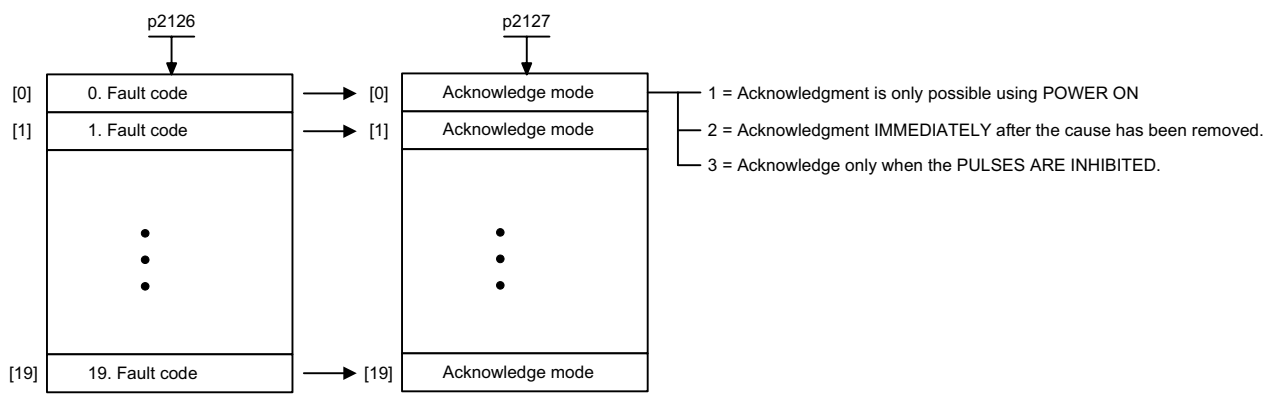 p2126
p2127
[0] 0. Fault code [0] Acknowledge mode 1 = Acknowledgment is only possible using POWER ON
[1] 1. Fault code [1] Acknowledge mode 2 = Acknowledgment IMMEDIATELY after the cause has been removed.
3 = Acknowledge only when the PULSES ARE INHIBITED.
[19] 19. Fault code [19] Acknowledge mode